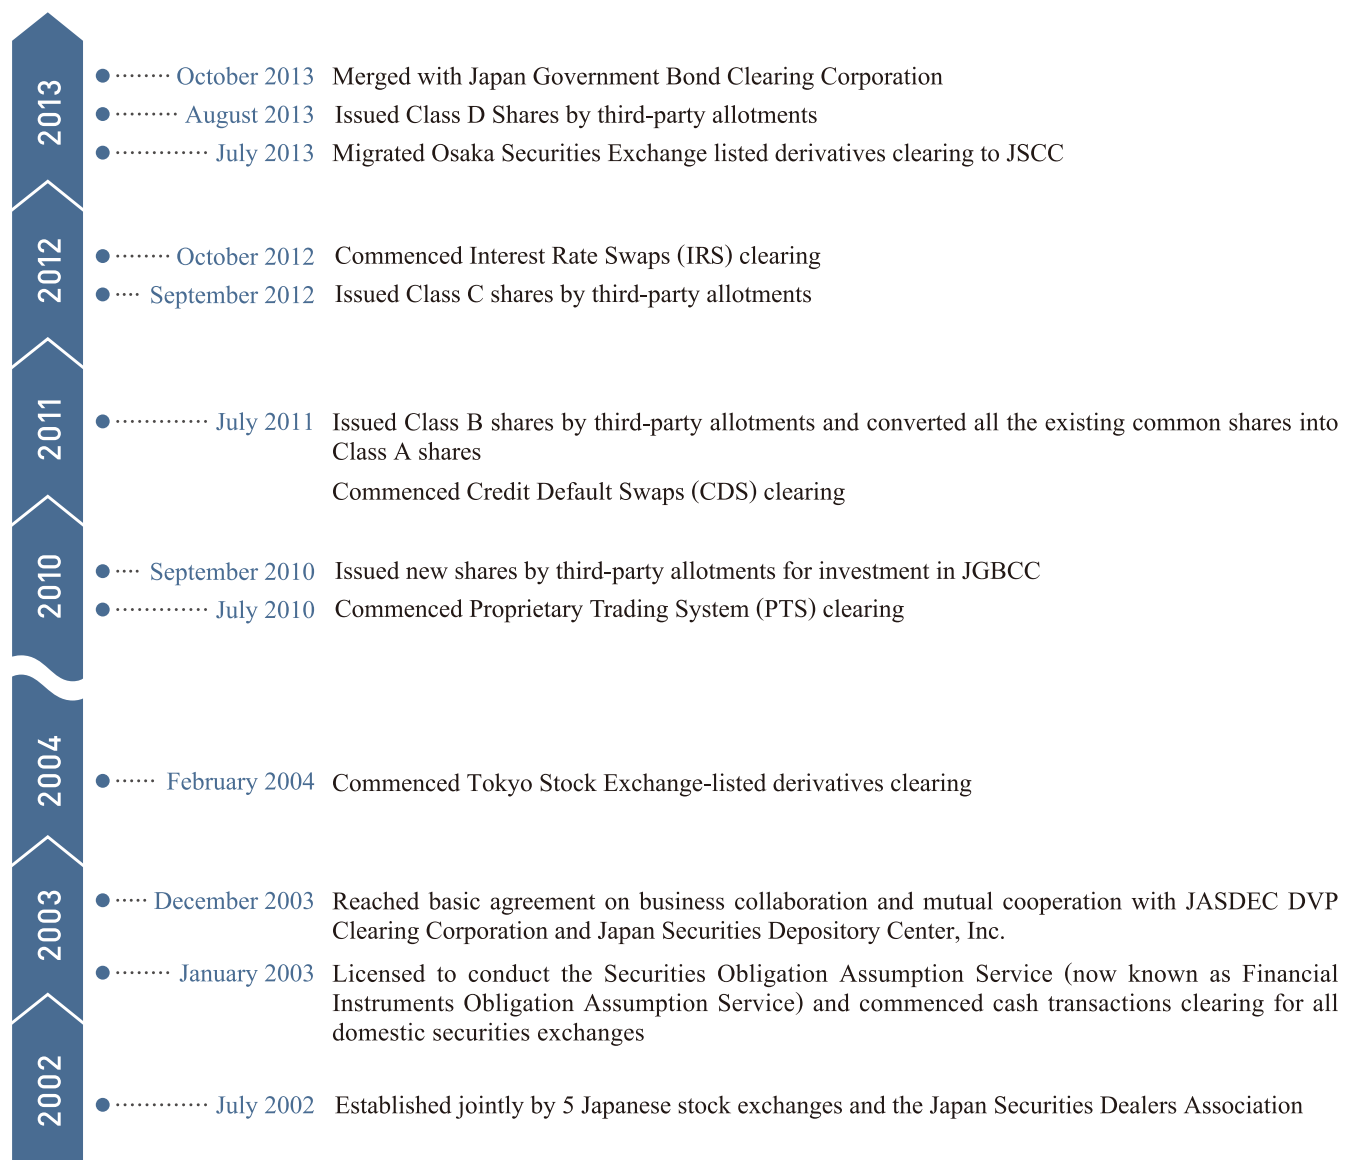 2013
October 2013 Merged with Japan Government Bond Clearing Corporation
August 2013 Issued Class D Shares by third-party allotments
July 2013 Migrated Osaka Securities Exchange listed derivatives clearing to JSCC
2012
October 2012 Commenced Interest Rate Swaps (IRS) clearing
September 2012 Issued Class C shares by third-party allotments
2011
July 2011 Issued Class B shares by third-party allotments and converted all the existing common shares into
Class A shares
Commenced Credit Default Swaps (CDS) clearing
2010
September 2010 Issued new shares by third-party allotments for investment in JGBCC
July 2010 Commenced Proprietary Trading System (PTS) clearing
2004
February 2004 Commenced Tokyo Stock Exchange-listed derivatives clearing
2003
December 2003 Reached basic agreement on business collaboration and mutual cooperation with JASDEC DVP
Clearing Corporation and Japan Securities Depository Center, Inc.
January 2003 Licensed to conduct the Securities Obligation Assumption Service (now known as Financial
Instruments Obligation Assumption Service) and commenced cash transactions clearing for all
domestic securities exchanges
2002
July 2002 Established jointly by 5 Japanese stock exchanges and the Japan Securities Dealers Association